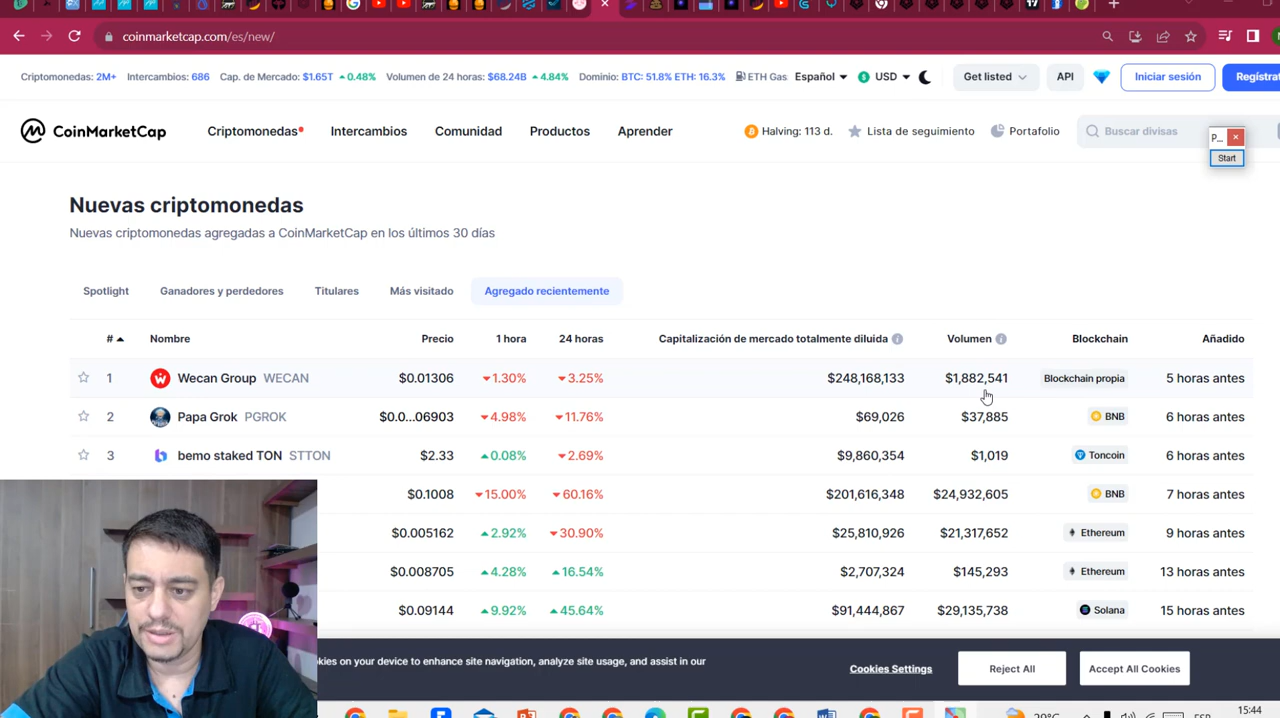 coinmarketcap.com/es/new/
Criptomonedas: 2M+ Intercambios: 686 Cap. de Mercado: $1.65T 0.48% Volumen de 24 horas: $68.24B 4.84% Dominio: BTC: 51.8% ETH: 16.3% ETH Gas Español USD Get listed API Iniciar sesión Regístrat
CoinMarketCap Criptomonedas Intercambios Comunidad Productos Aprender Halving: 113 d. Lista de seguimiento Portafolio Buscar divisas
P...
Start
Nuevas criptomonedas
Nuevas criptomonedas agregadas a CoinMarketCap en los últimos 30 días
Spotlight Ganadores y perdedores Titulares Más visitado Agregado recientemente
# Nombre Precio 1 hora 24 horas Capitalización de mercado totalmente diluida Volumen Blockchain Añadido
1 Wecan Group WECAN $0.01306 1.30% 3.25% $248,168,133 $1,882,541 Blockchain propia 5 horas antes
2 Papa Grok PGROK $0.0...06903 4.98% 11.76% $69,026 $37,885 BNB 6 horas antes
3 bemo staked TON STTON $2.33 0.08% 2.69% $9,860,354 $1,019 Toncoin 6 horas antes
$0.1008 15.00% 60.16% $201,616,348 $24,932,605 BNB 7 horas antes
$0.005162 2.92% 30.90% $25,810,926 $21,317,652 Ethereum 9 horas antes
$0.008705 4.28% 16.54% $2,707,324 $145,293 Ethereum 13 horas antes
$0.09144 9.92% 45.64% $91,444,867 $29,135,738 Solana 15 horas antes
kies on your device to enhance site navigation, analyze site usage, and assist in our
Cookies Settings Reject All Accept All Cookies
15:44